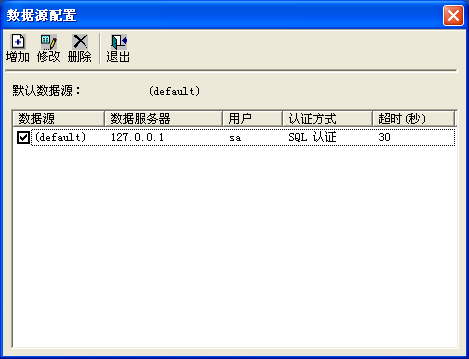 数据源配置
增加 修改 删除 退出
默认数据源： (default)
数据源 数据服务器 用户 认证方式 超时(秒)
(default) 127.0.0.1 sa SQL 认证 30